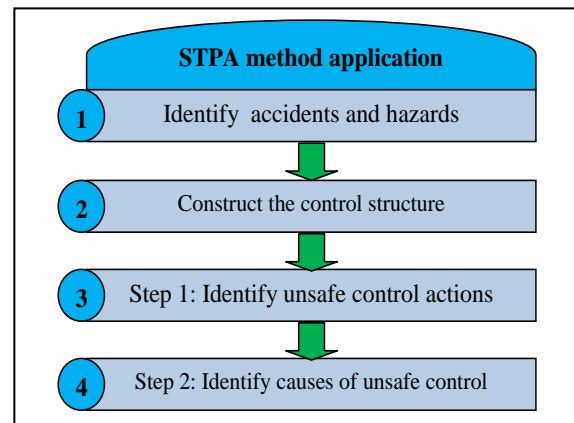 STPA method application
1 Identify accidents and hazards
2 Construct the control structure
3 Step 1: Identify unsafe control actions
4 Step 2: Identify causes of unsafe control